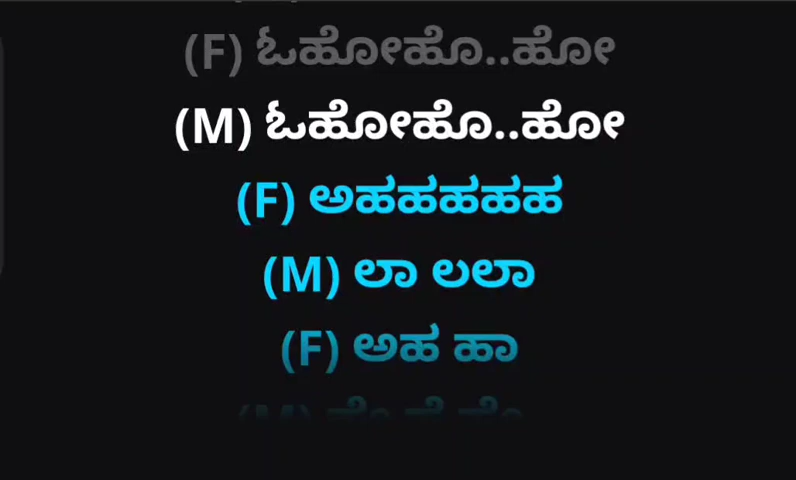 (F) ಓಹೋಹೊ..ಹೋ
(M) ಓಹೋಹೊ..ಹೋ
(F) ಅಹಹಹಹಹ
(M) ಲಾ ಲಲಾ
(F) ಅಹ ಹಾ
(M)